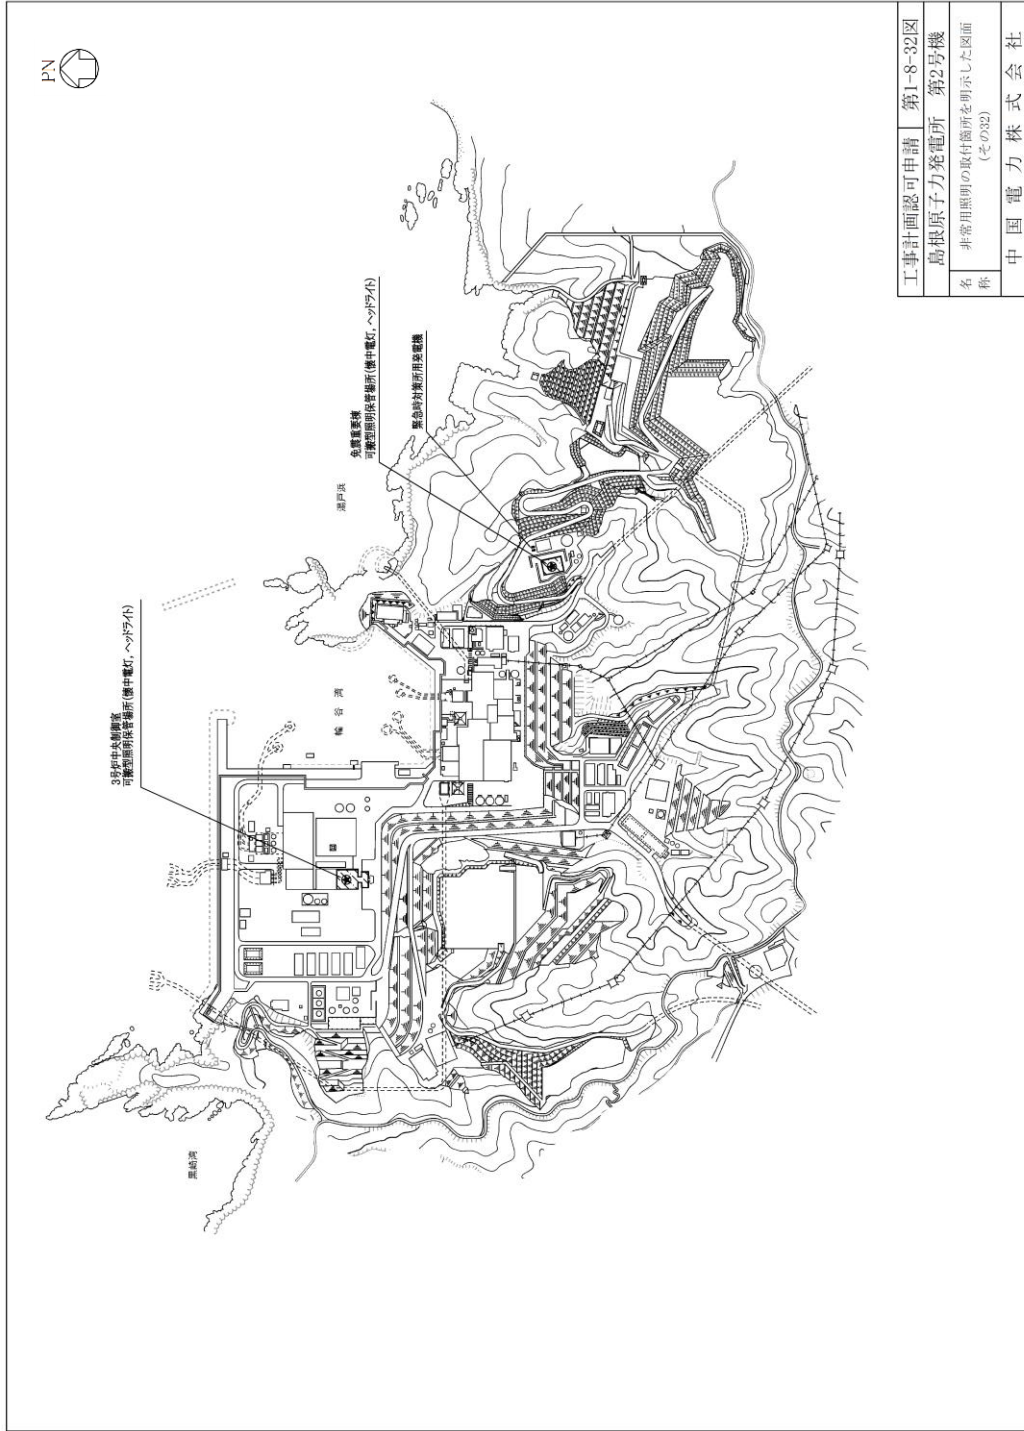 PN
3号炉中央制御室
可搬型照明保管場所(懐中電灯, ヘッドライト)
免震重要棟
可搬型照明保管場所(懐中電灯, ヘッドライト)
緊急時対策所用発電機
湯戸浜
輪谷湾
黒崎湾
工事計画認可申請 第1-8-32図
島根原子力発電所 第2号機
名称 非常用照明の取付箇所を明示した図面
(その32)
中国電力株式会社